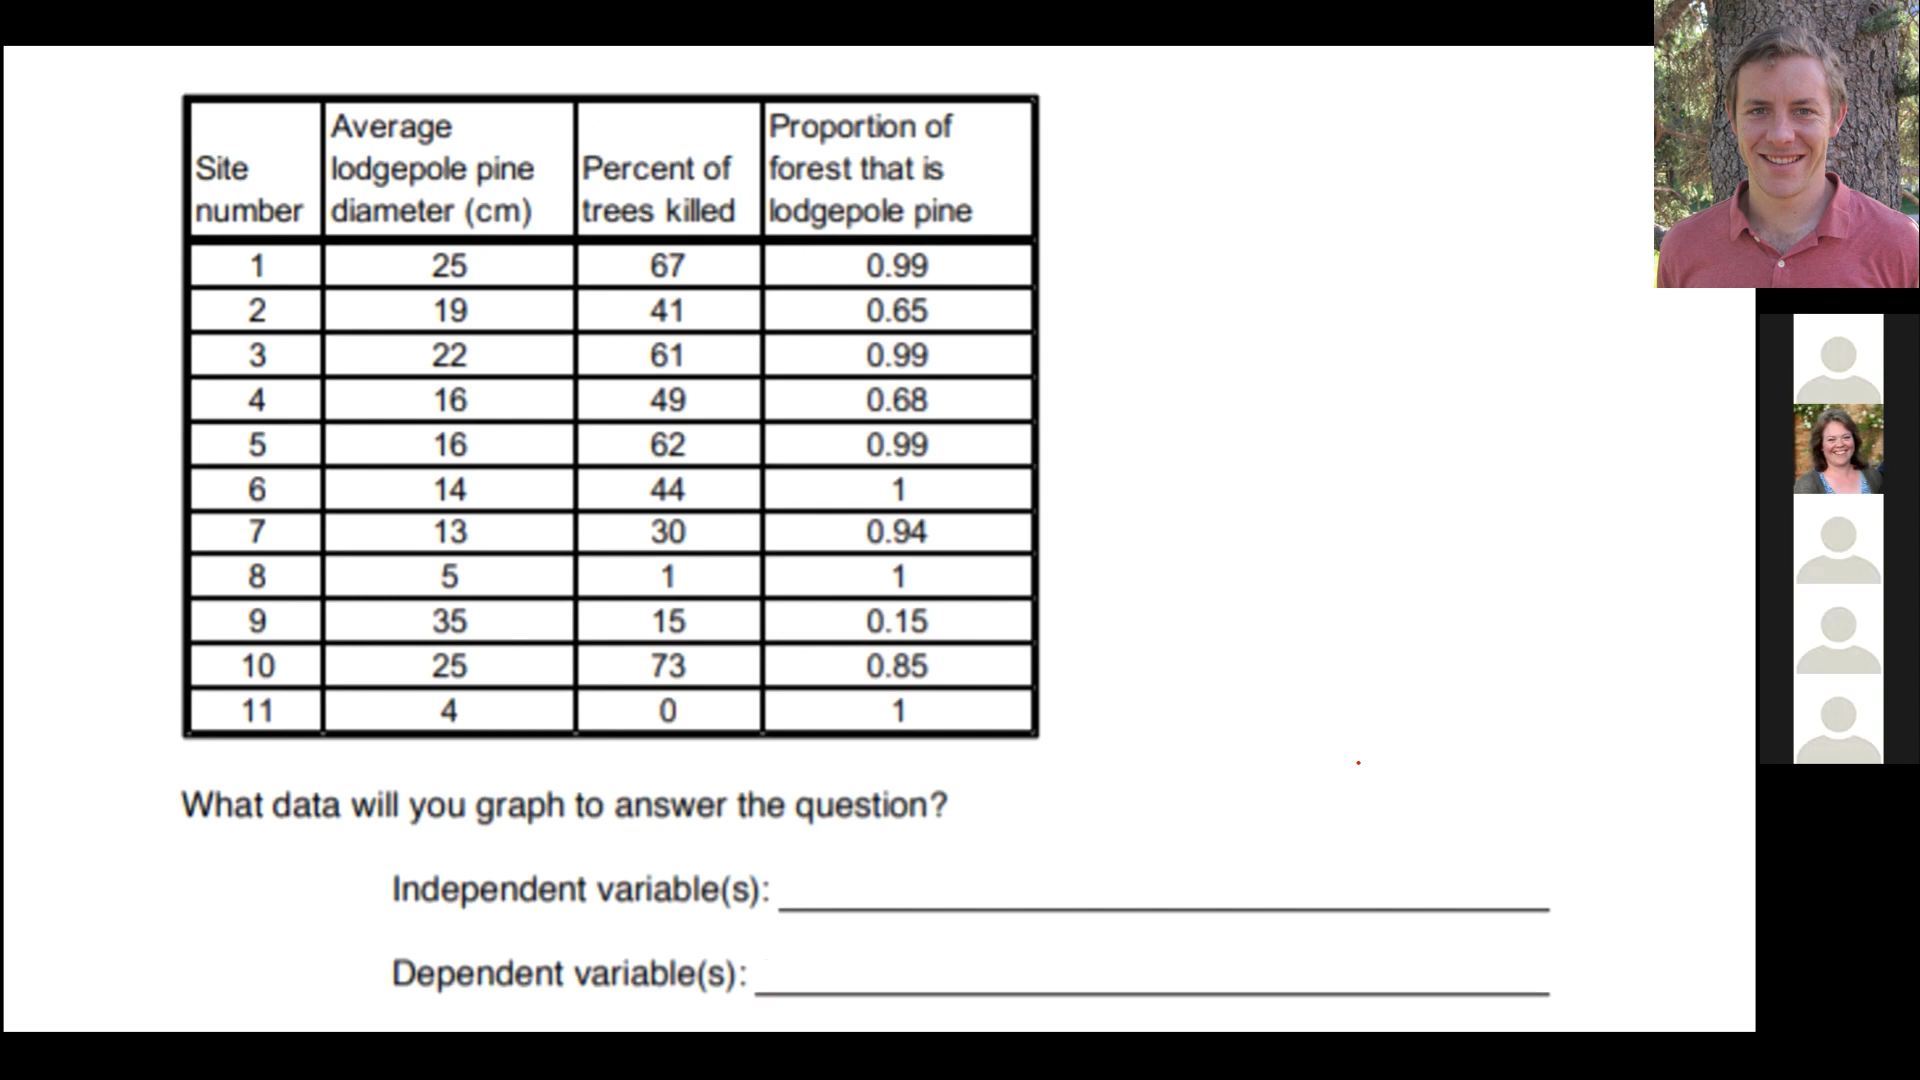 Site number | Average lodgepole pine diameter (cm) | Percent of trees killed | Proportion of forest that is lodgepole pine
1 | 25 | 67 | 0.99
2 | 19 | 41 | 0.65
3 | 22 | 61 | 0.99
4 | 16 | 49 | 0.68
5 | 16 | 62 | 0.99
6 | 14 | 44 | 1
7 | 13 | 30 | 0.94
8 | 5 | 1 | 1
9 | 35 | 15 | 0.15
10 | 25 | 73 | 0.85
11 | 4 | 0 | 1
What data will you graph to answer the question?
Independent variable(s):
Dependent variable(s):